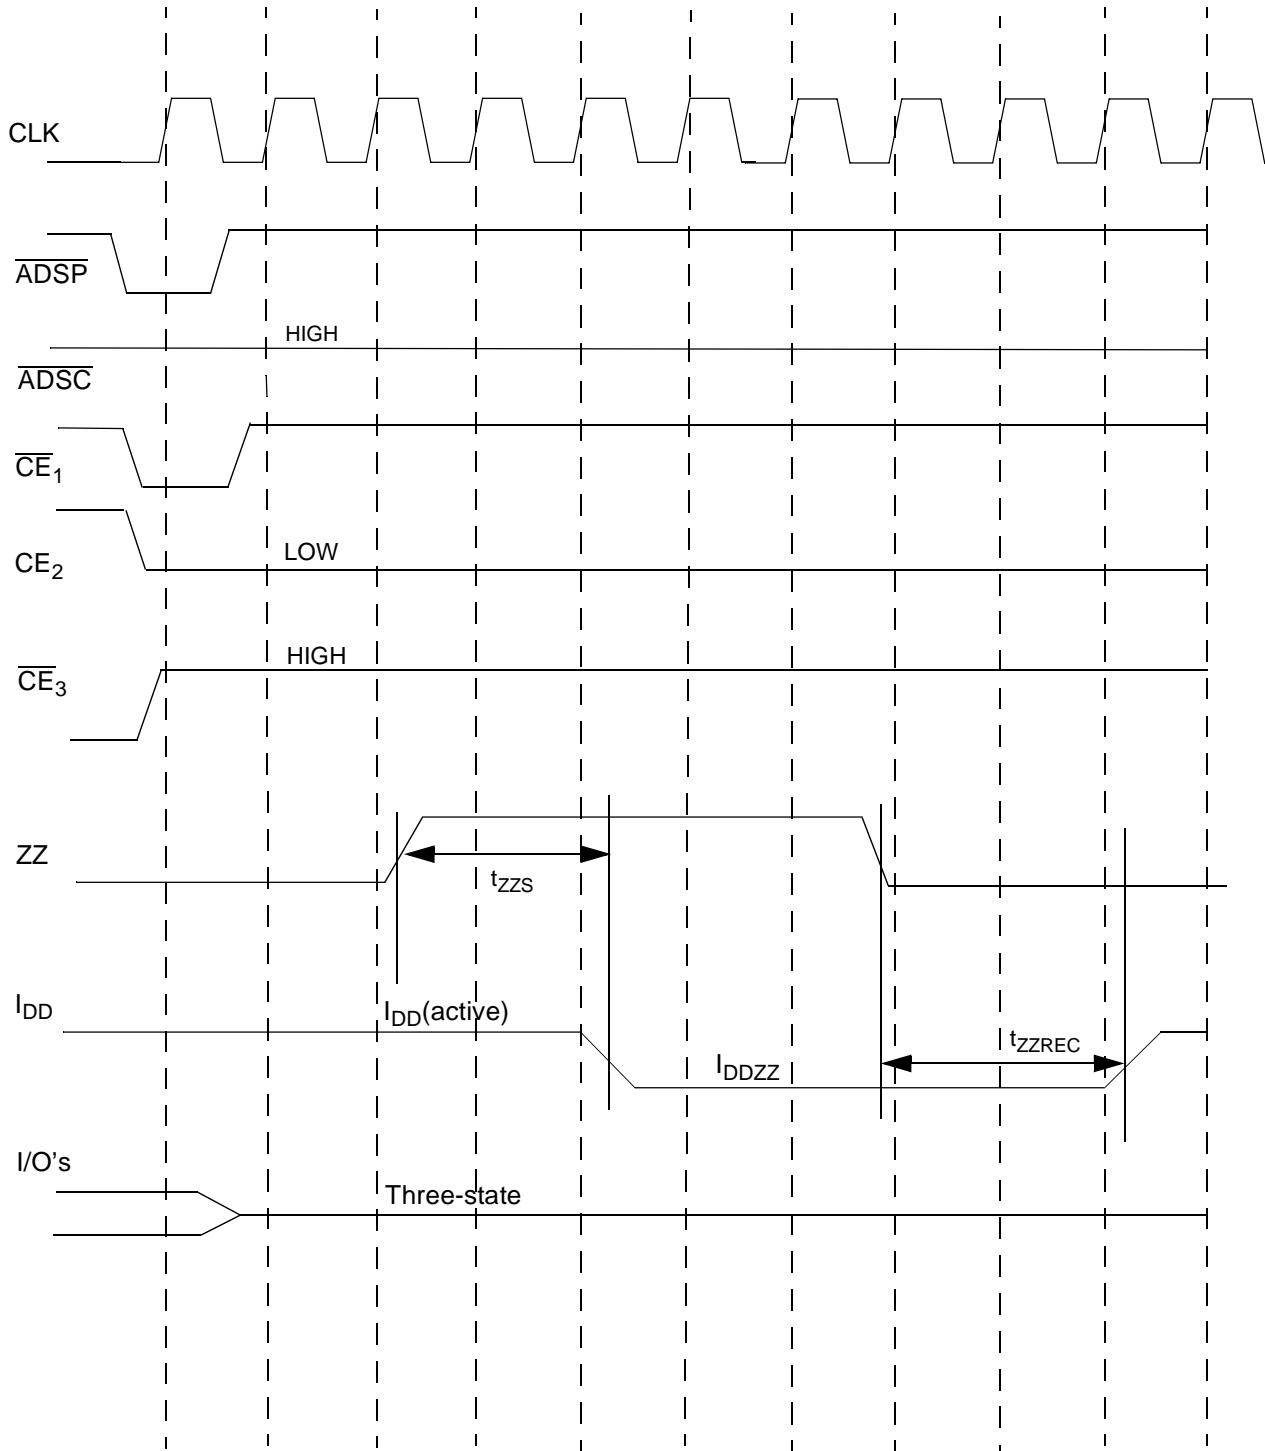 CLK
ADSP
HIGH
ADSC
CE1
LOW
CE2
HIGH
CE3
ZZ
tZZS
IDD
IDD(active)
tZZREC
IDDZZ
I/O's
Three-state